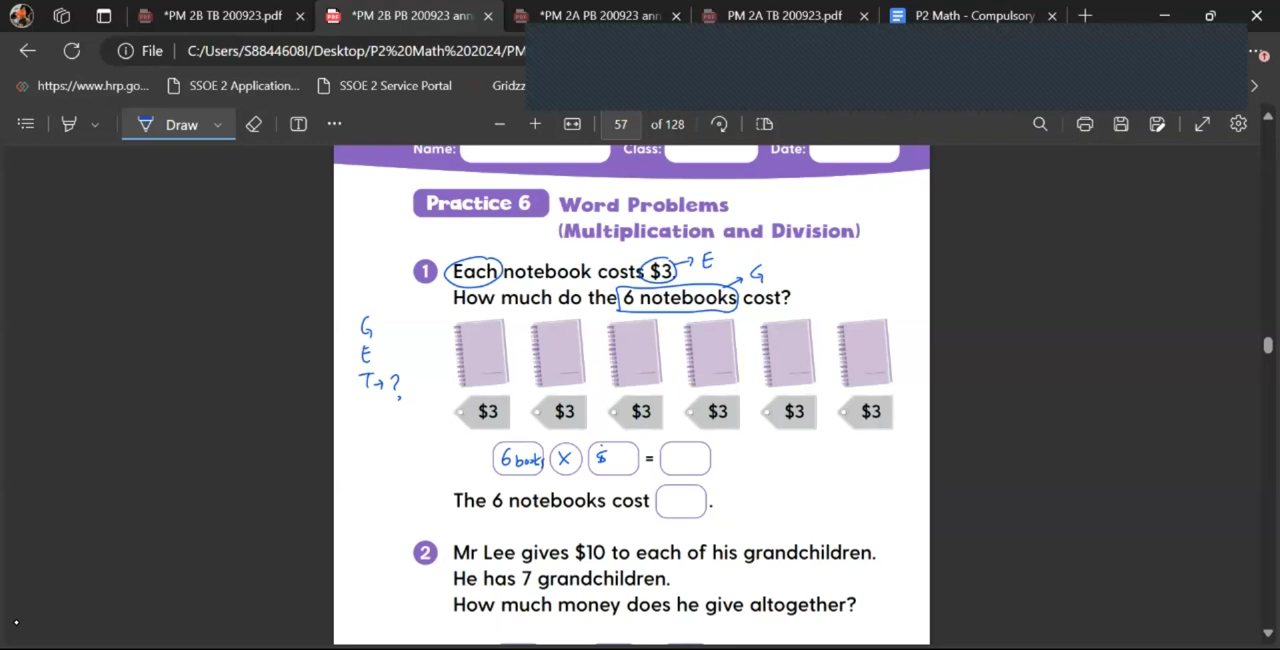 *PM 2B TB 200923.pdf
*PM 2B PB 200923 ann
*PM 2A PB 200923 ann
PM 2A TB 200923.pdf
P2 Math - Compulsory
File
C:/Users/S8844608I/Desktop/P2%20Math%202024/PM
https://www.hrp.go...
SSOE 2 Application...
SSOE 2 Service Portal
Gridzz
Draw
57
of 128
Name:
Class:
Date:
Practice 6
Word Problems
(Multiplication and Division)
1 Each notebook costs $3. → E
How much do the 6 notebooks cost? → G
G
E
T → ?
$3 $3 $3 $3 $3 $3
6 books × $ =
The 6 notebooks cost .
2 Mr Lee gives $10 to each of his grandchildren.
He has 7 grandchildren.
How much money does he give altogether?